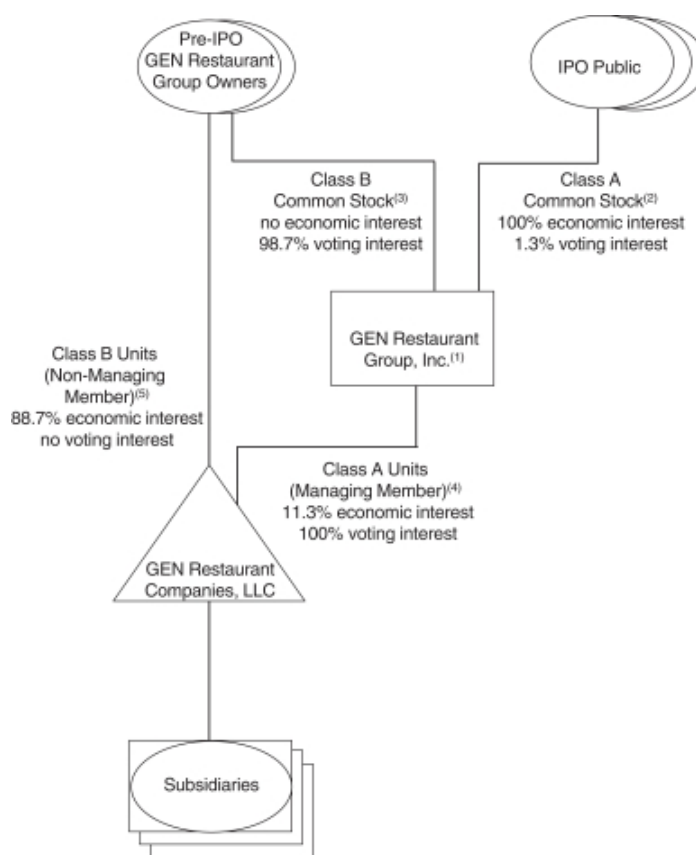 Pre-IPO
GEN Restaurant
Group Owners
IPO Public
Class B
Common Stock(3)
no economic interest
98.7% voting interest
Class A
Common Stock(2)
100% economic interest
1.3% voting interest
GEN Restaurant
Group, Inc.(1)
Class B Units
(Non-Managing
Member)(5)
88.7% economic interest
no voting interest
Class A Units
(Managing Member)(4)
11.3% economic interest
100% voting interest
GEN Restaurant
Companies, LLC
Subsidiaries